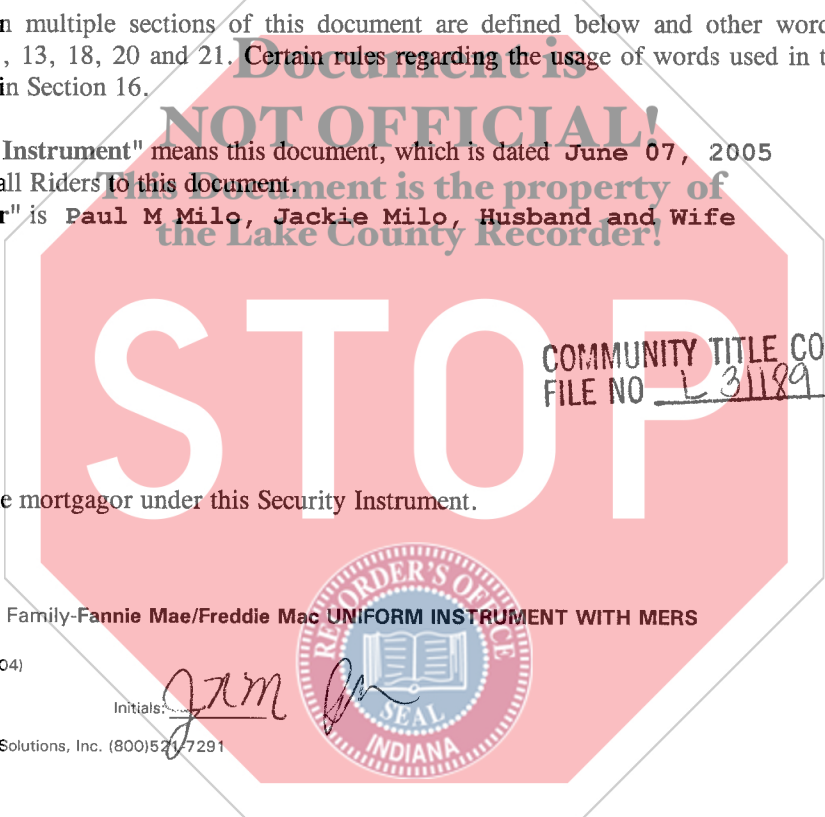 n multiple sections of this document are defined below and other word
, 13, 18, 20 and 21. Certain rules regarding the usage of words used in t
in Section 16.
Document is
NOT OFFICIAL!
This Document is the property of
the Lake County Recorder!
Instrument" means this document, which is dated June 07, 2005
all Riders to this document.
r" is Paul M Milo, Jackie Milo, Husband and Wife
STOP
COMMUNITY TITLE CO
FILE NO L 31189
e mortgagor under this Security Instrument.
Family-Fannie Mae/Freddie Mac UNIFORM INSTRUMENT WITH MERS
04)
Initials:
Solutions, Inc. (800)521-7291
RECORDER'S OFFICE
SEAL
INDIANA